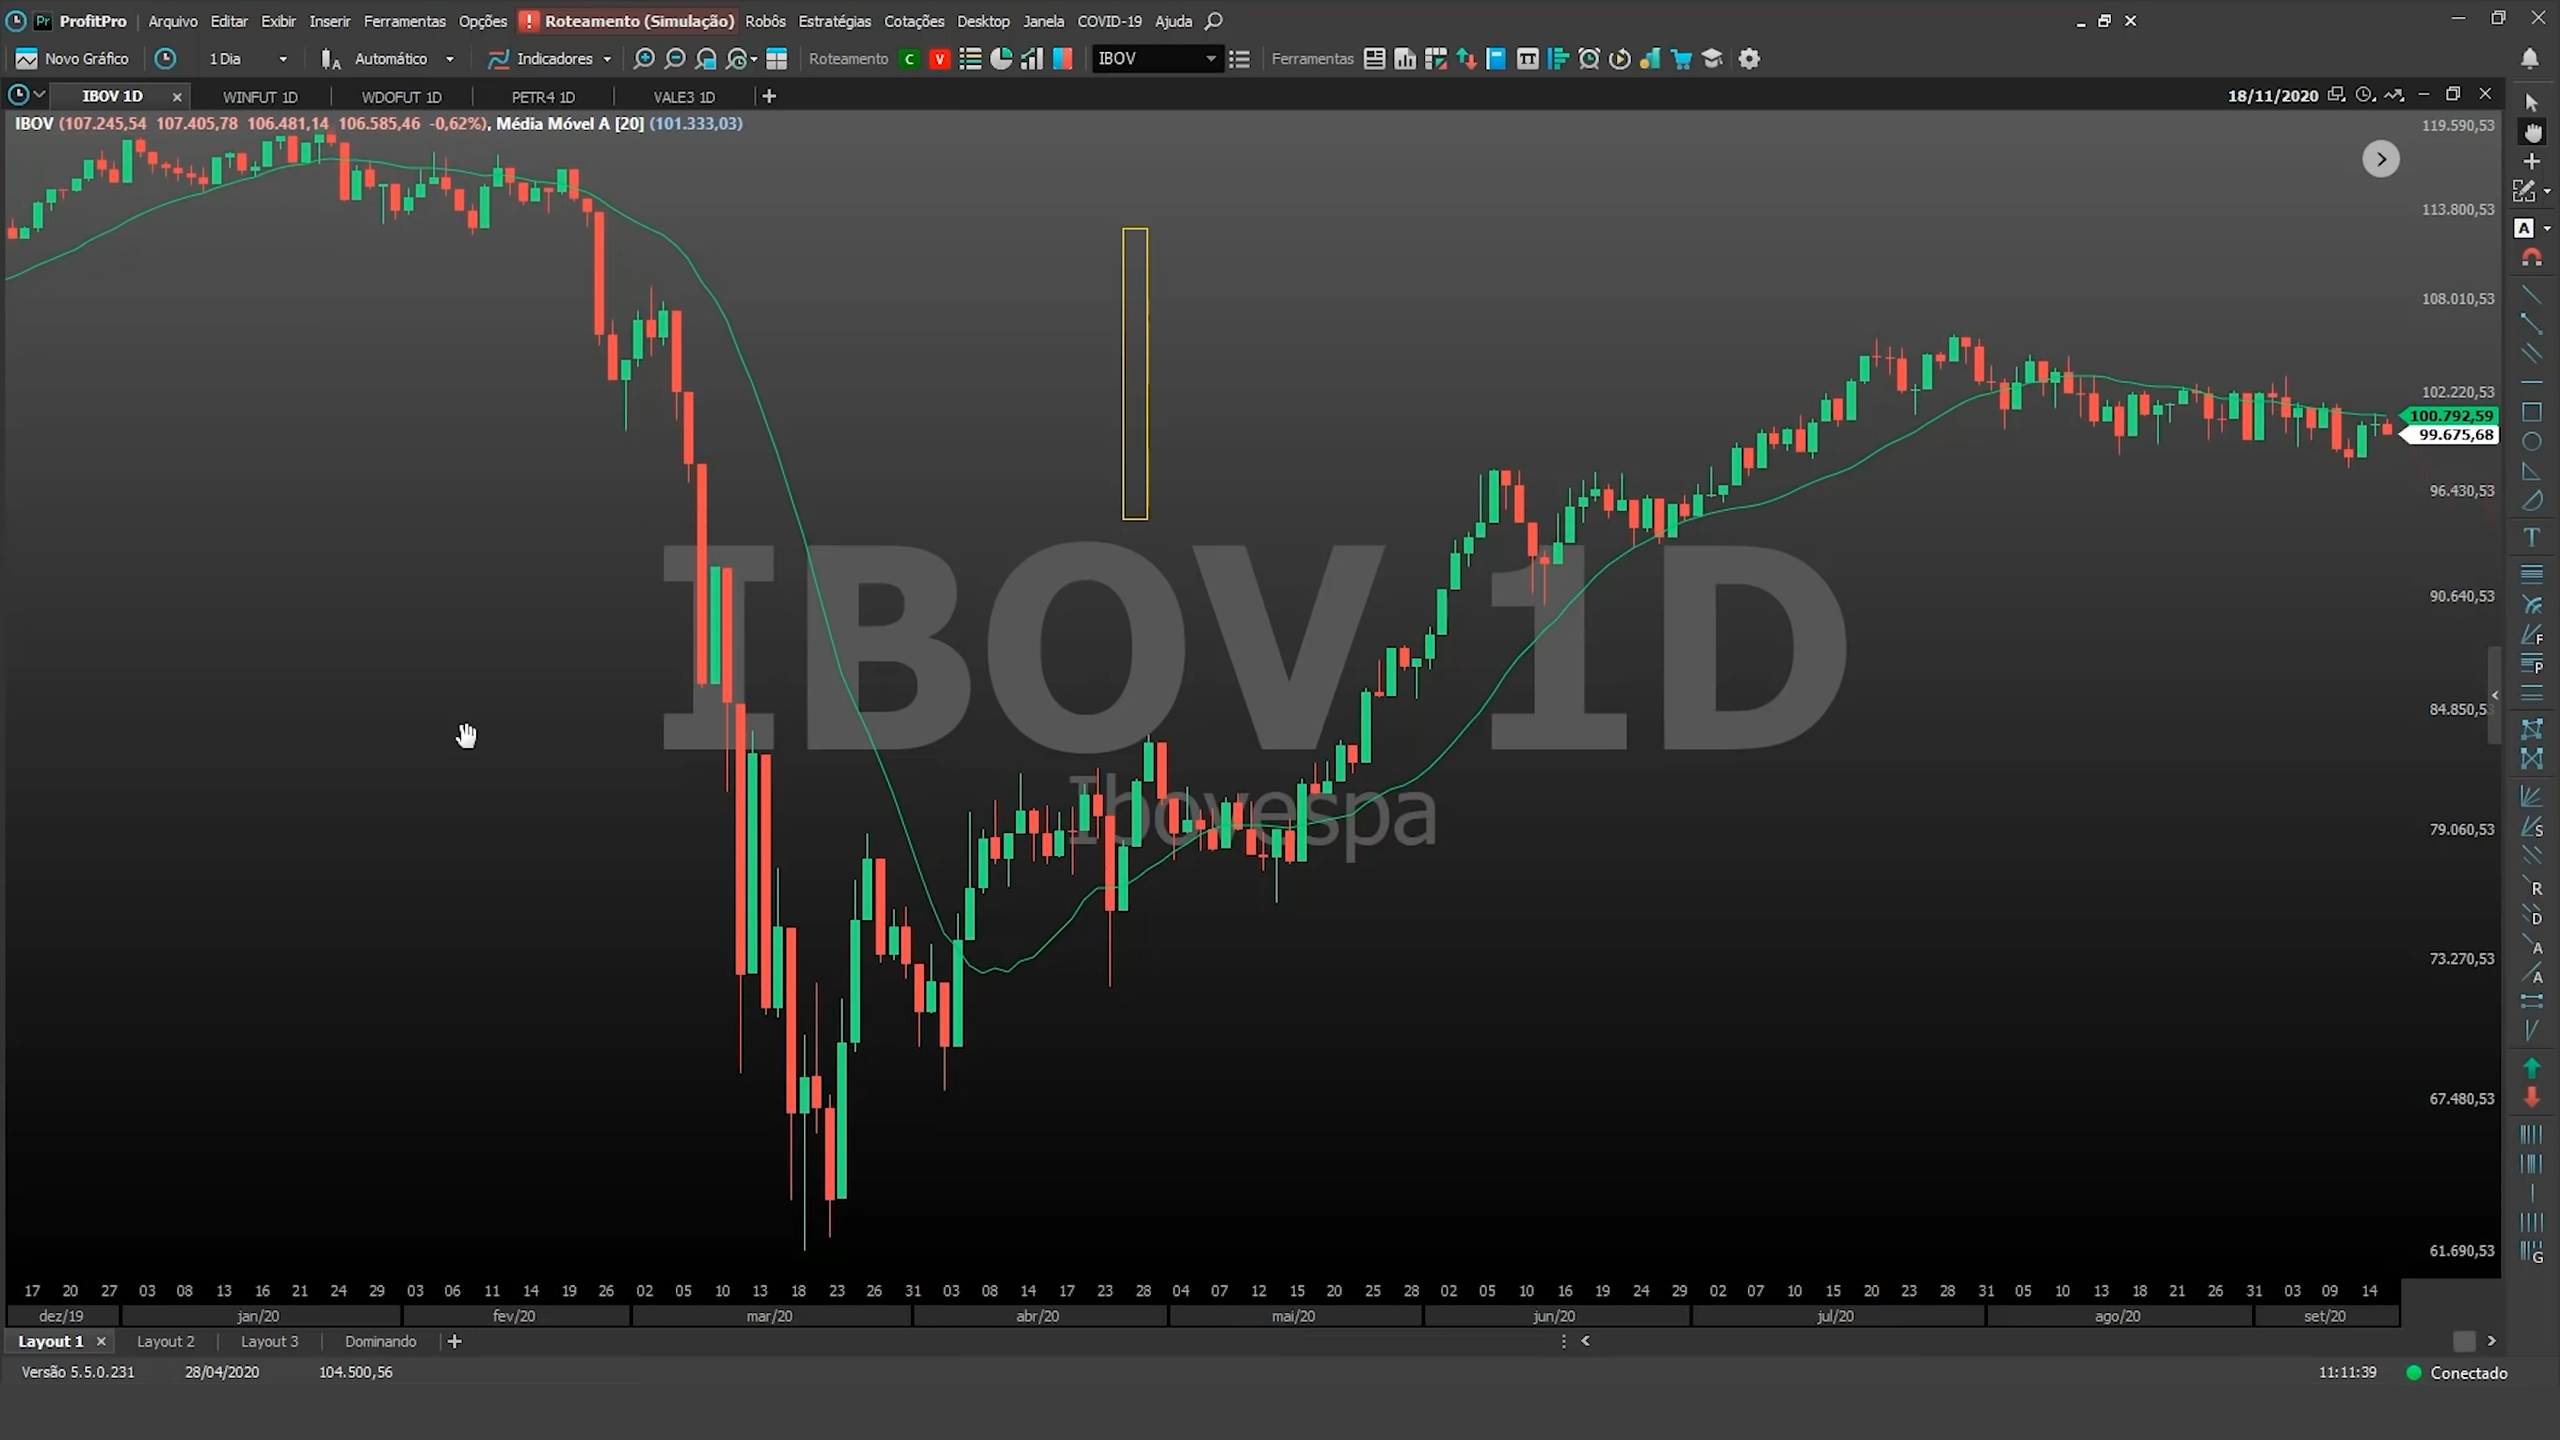 ProfitPro Arquivo Editar Exibir Inserir Ferramentas Opções ! Roteamento (Simulação) Robôs Estratégias Cotações Desktop Janela COVID-19 Ajuda
Novo Gráfico 1 Dia Automático Indicadores Roteamento C V IBOV Ferramentas
IBOV 1D WINFUT 1D WDOFUT 1D PETR4 1D VALE3 1D 18/11/2020
IBOV (107.245,54 107.405,78 106.481,14 106.585,46 -0,62%), Média Móvel A [20] (101.333,03)
119.590,53
113.800,53
108.010,53
102.220,53
100.792,59
99.675,68
96.430,53
90.640,53
84.850,53
79.060,53
73.270,53
67.480,53
61.690,53
IBOV 1D
Ibovespa
17 20 27 03 08 13 16 21 24 29 03 06 11 14 19 26 02 05 10 13 18 23 26 31 03 08 14 17 23 28 04 07 12 15 20 25 28 02 05 10 16 19 24 29 02 07 10 15 20 23 28 31 05 10 13 18 21 26 31 03 09 14
dez/19 jan/20 fev/20 mar/20 abr/20 mai/20 jun/20 jul/20 ago/20 set/20
Layout 1 Layout 2 Layout 3 Dominando
Versão 5.5.0.231 28/04/2020 104.500,56 11:11:39 Conectado